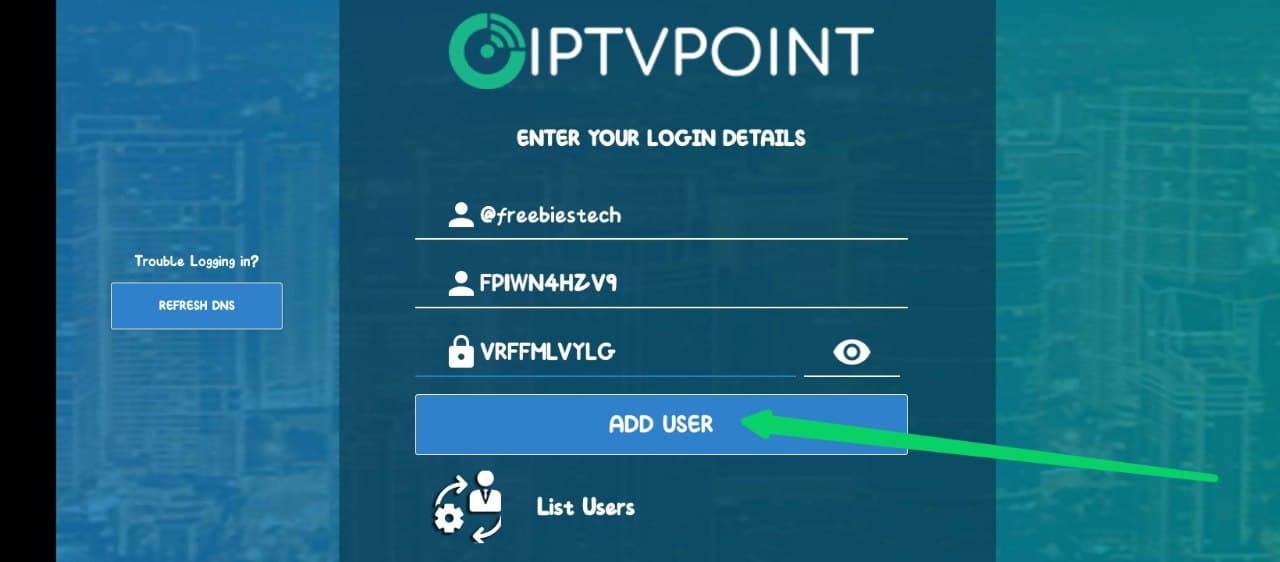 IPTVPOINT
ENTER YOUR LOGIN DETAILS
@freebiestech
FPIWN4HZV9
Trouble Logging in?
REFRESH DNS
VRFFMLVYLG
ADD USER
List Users